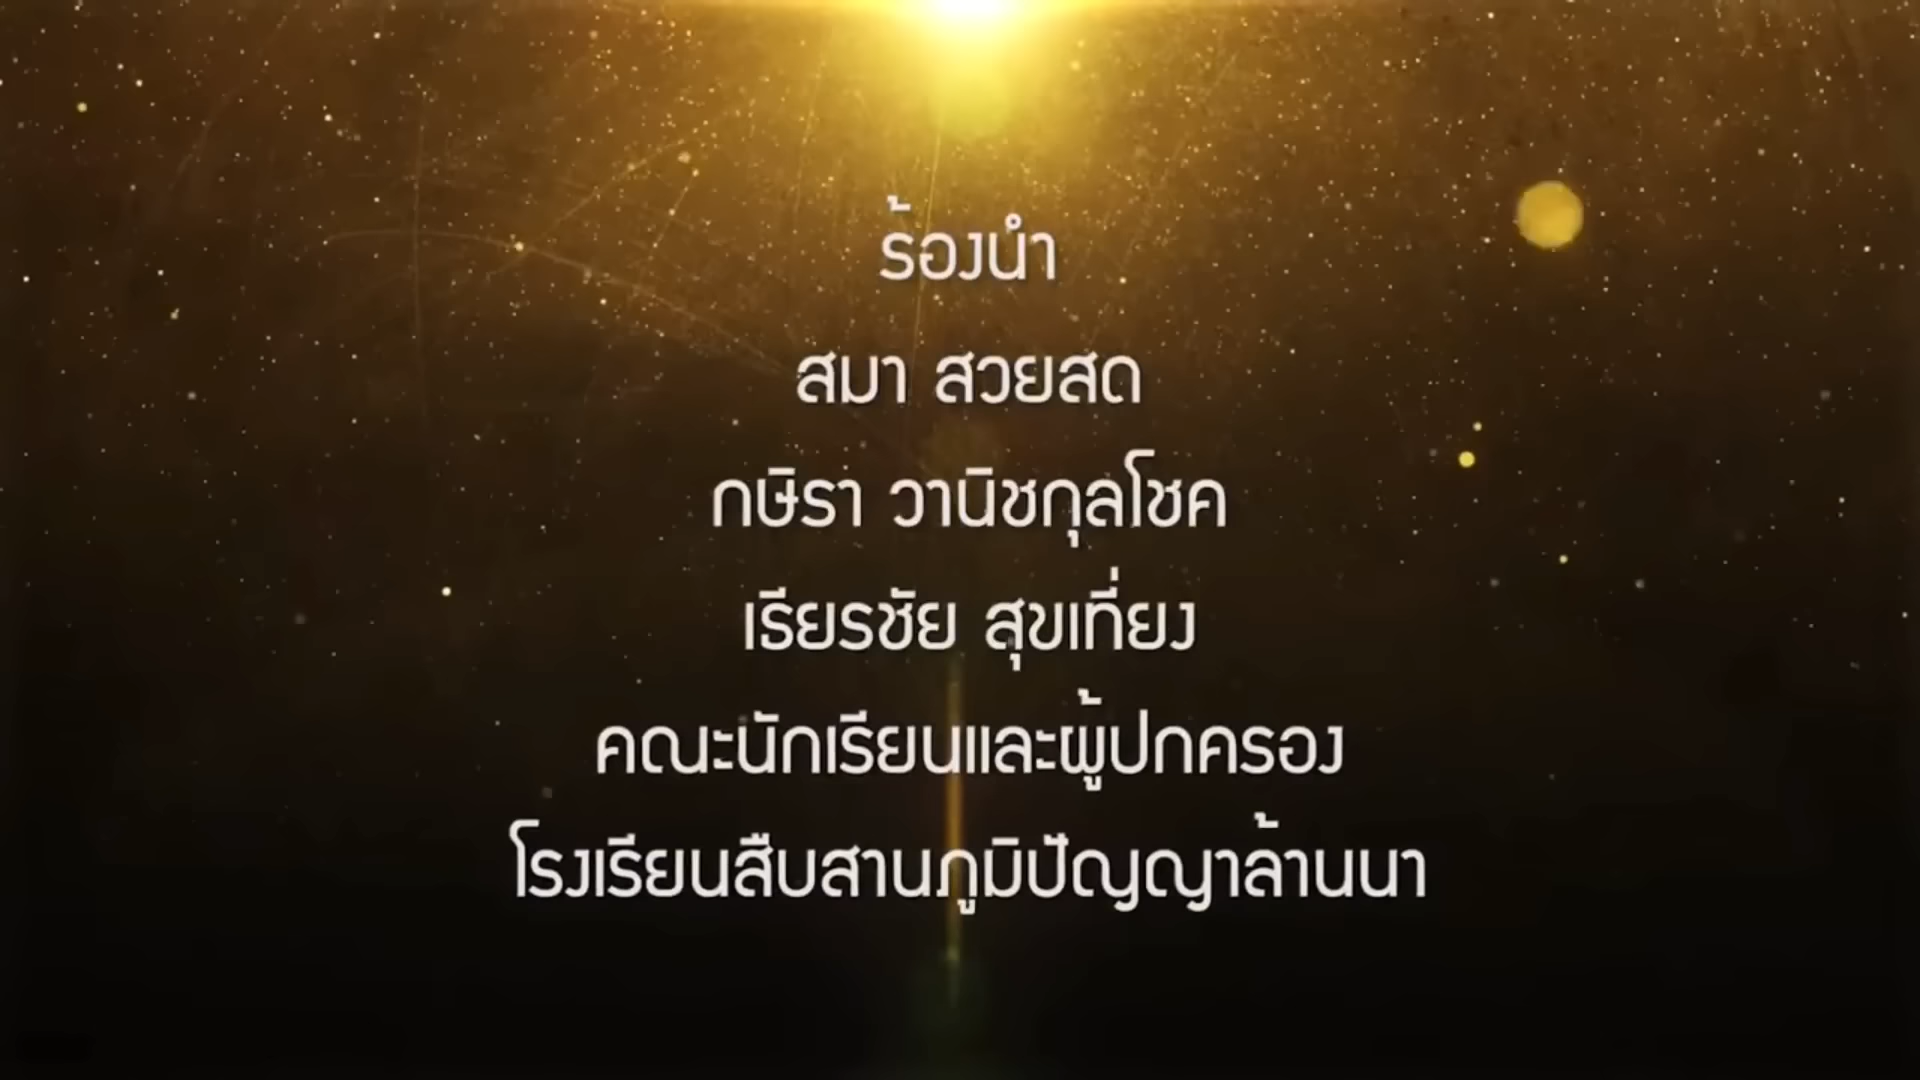 ร้องนำ
สมา สวยสด
กษิรา วานิชกุลโชค
เธียรชัย สุขเที่ยง
คณะนักเรียนและผู้ปกครอง
โรงเรียนสืบสานภูมิปัญญาล้านนา